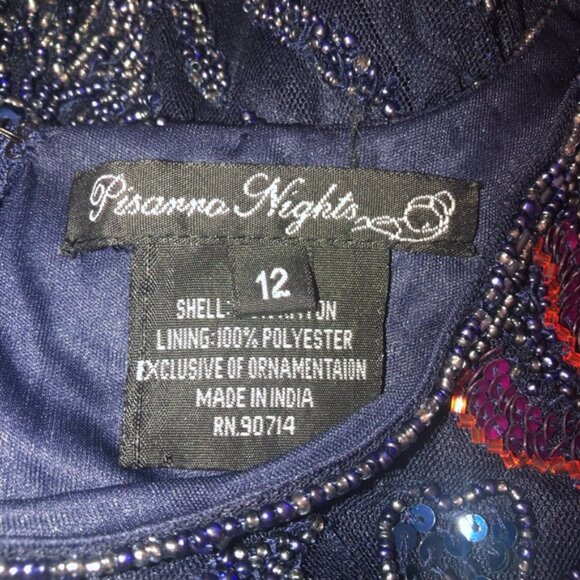 Pisarro Nights
12
SHELL:
LINING:100% POLYESTER
EXCLUSIVE OF ORNAMENTAION
MADE IN INDIA
RN.90714